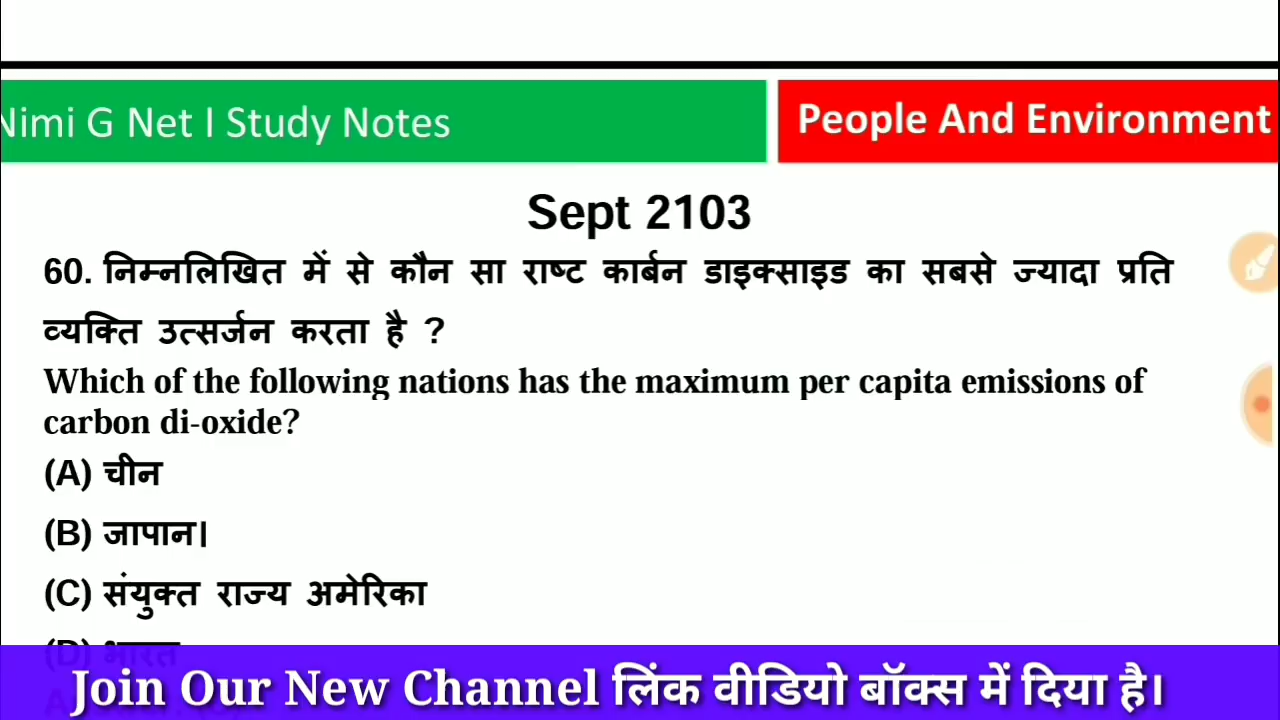 Nimi G Net I Study Notes
People And Environment
Sept 2103
60. निम्नलिखित में से कौन सा राष्ट कार्बन डाइक्साइड का सबसे ज्यादा प्रति
व्यक्ति उत्सर्जन करता है ?
Which of the following nations has the maximum per capita emissions of
carbon di-oxide?
(A) चीन
(B) जापान।
(C) संयुक्त राज्य अमेरिका
(D) भारत
Join Our New Channel लिंक वीडियो बॉक्स में दिया है।